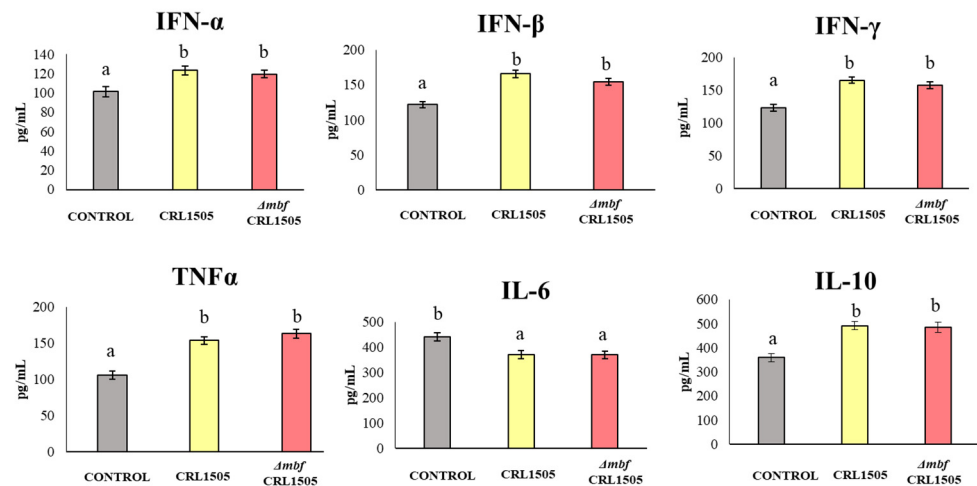 IFN-α
140
120
100
80
60
40
20
0
pg/mL
a
b
b
CONTROL
CRL1505
Δmbf
CRL1505
IFN-β
200
150
100
50
0
pg/mL
a
b
b
CONTROL
CRL1505
Δmbf
CRL1505
IFN-γ
200
150
100
50
0
pg/mL
a
b
b
CONTROL
CRL1505
Δmbf
CRL1505
TNFα
200
150
100
50
0
pg/mL
a
b
b
CONTROL
CRL1505
Δmbf
CRL1505
IL-6
500
400
300
200
100
0
pg/mL
b
a
a
CONTROL
CRL1505
Δmbf
CRL1505
IL-10
600
500
400
300
200
100
0
pg/mL
a
b
b
CONTROL
CRL1505
Δmbf
CRL1505